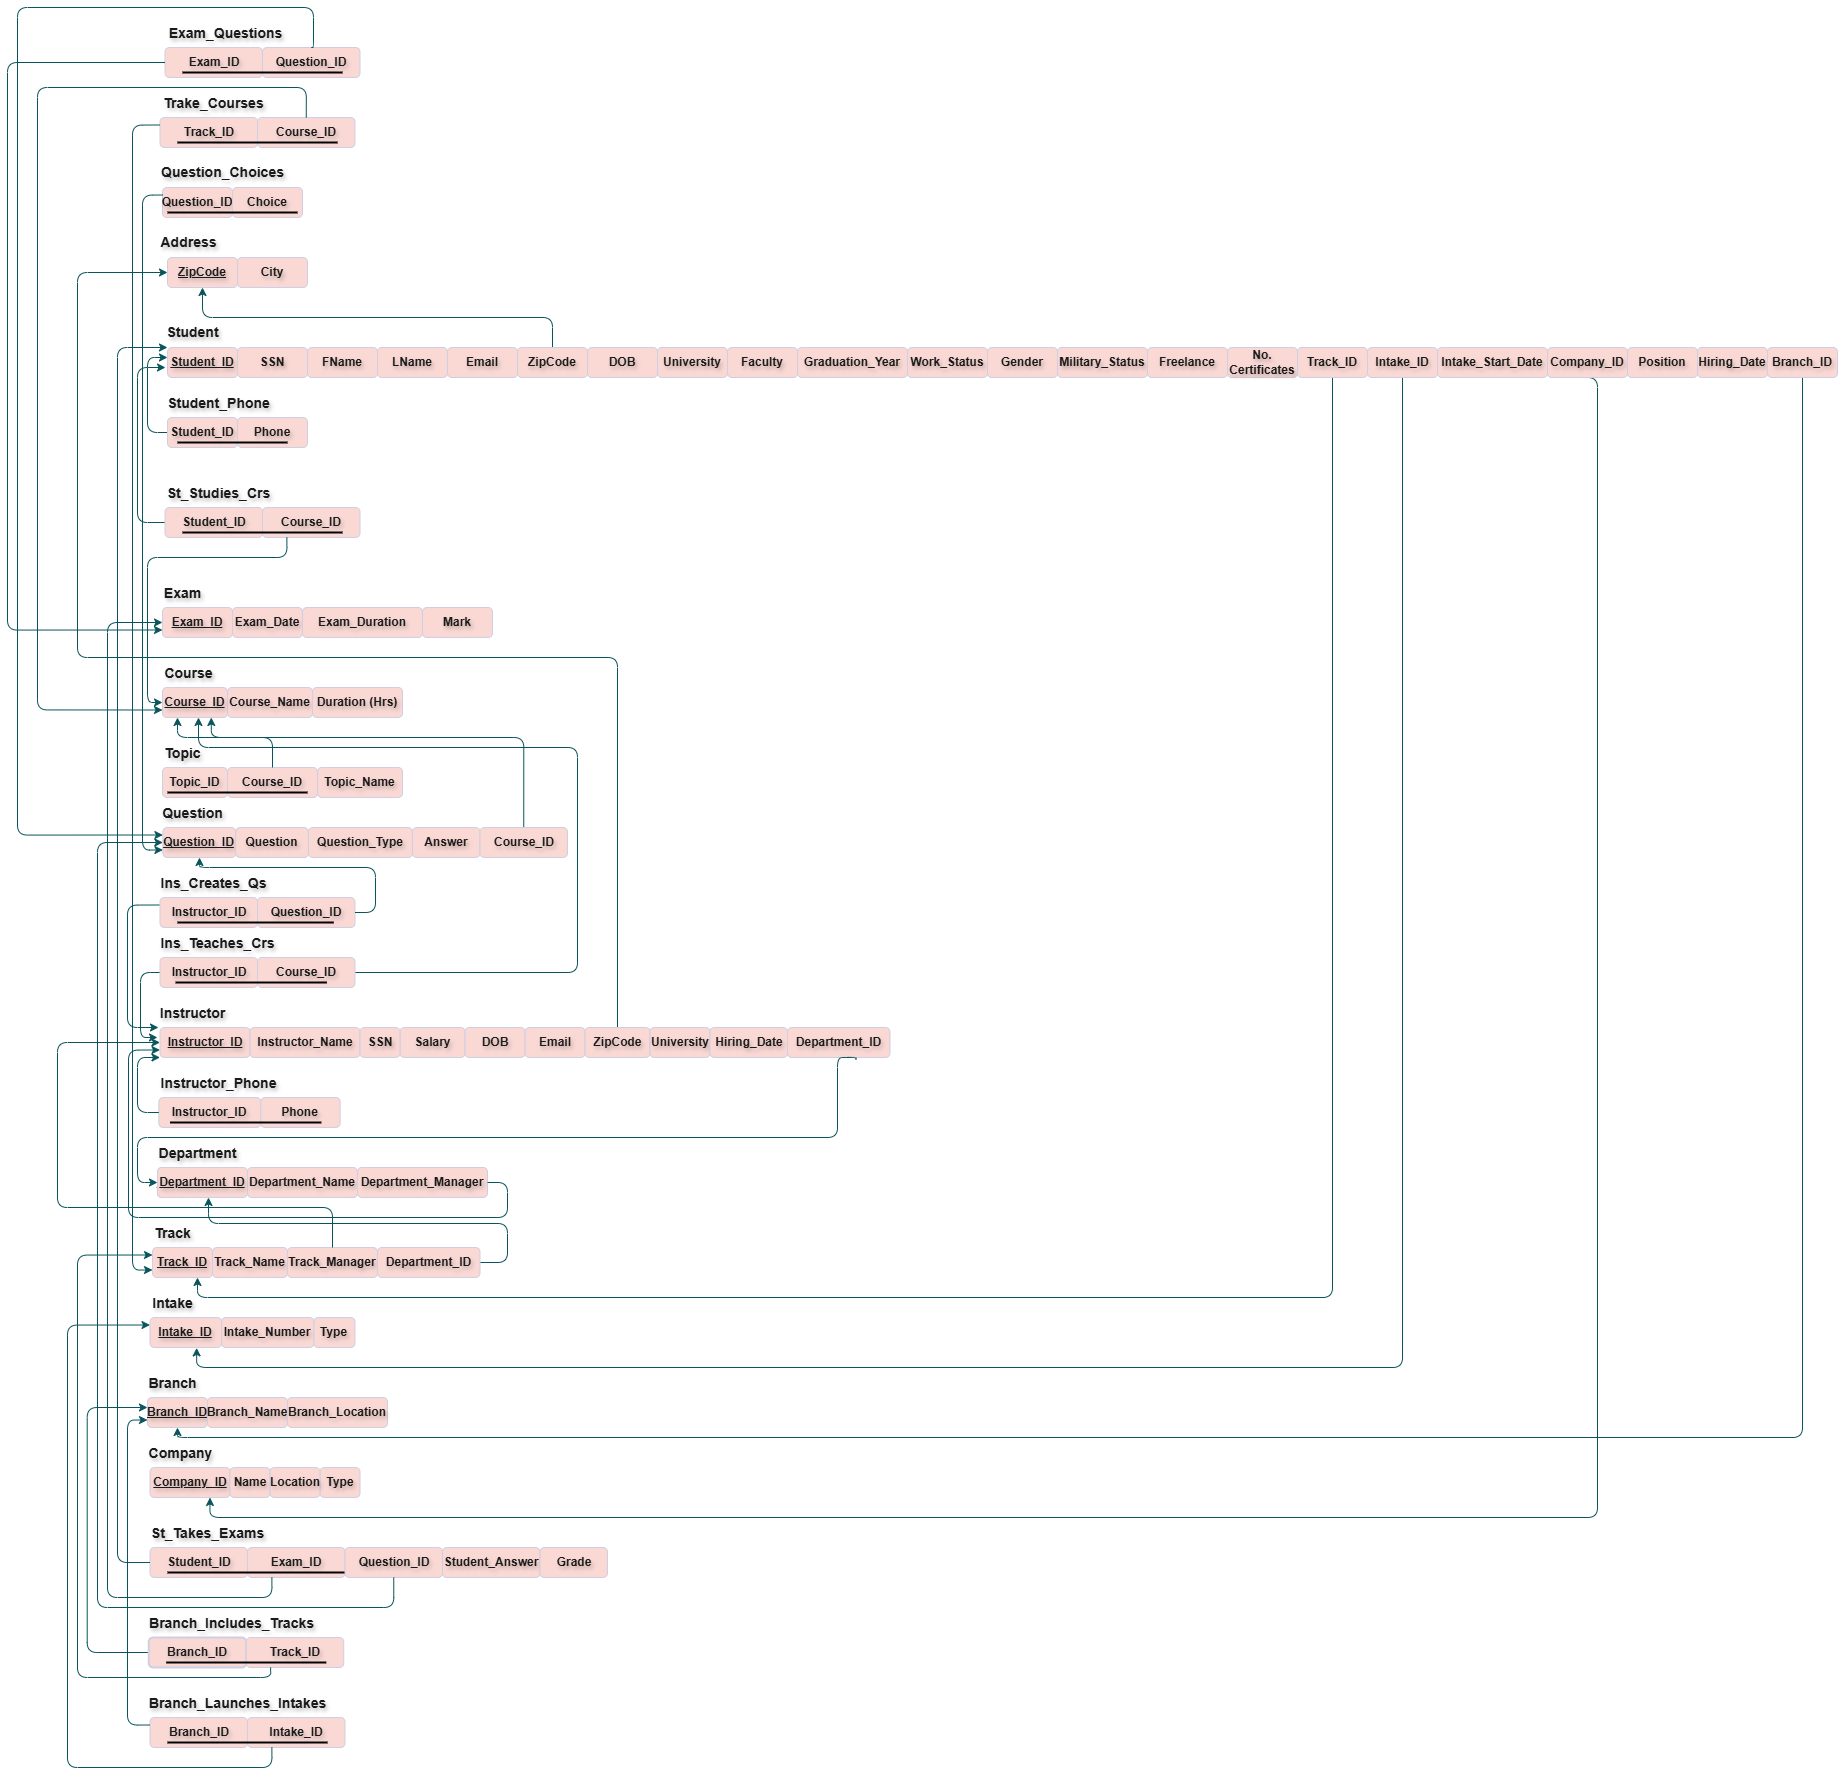 Exam_Questions
Exam_ID Question_ID
Trake_Courses
Track_ID Course_ID
Question_Choices
Question_ID Choice
Address
ZipCode City
Student
Student_ID SSN FName LName Email ZipCode DOB University Faculty Graduation_Year Work_Status Gender Military_Status Freelance No. Certificates Track_ID Intake_ID Intake_Start_Date Company_ID Position Hiring_Date Branch_ID
Student_Phone
Student_ID Phone
St_Studies_Crs
Student_ID Course_ID
Exam
Exam_ID Exam_Date Exam_Duration Mark
Course
Course_ID Course_Name Duration (Hrs)
Topic
Topic_ID Course_ID Topic_Name
Question
Question_ID Question Question_Type Answer Course_ID
Ins_Creates_Qs
Instructor_ID Question_ID
Ins_Teaches_Crs
Instructor_ID Course_ID
Instructor
Instructor_ID Instructor_Name SSN Salary DOB Email ZipCode University Hiring_Date Department_ID
Instructor_Phone
Instructor_ID Phone
Department
Department_ID Department_Name Department_Manager
Track
Track_ID Track_Name Track_Manager Department_ID
Intake
Intake_ID Intake_Number Type
Branch
Branch_ID Branch_Name Branch_Location
Company
Company_ID Name Location Type
St_Takes_Exams
Student_ID Exam_ID Question_ID Student_Answer Grade
Branch_Includes_Tracks
Branch_ID Track_ID
Branch_Launches_Intakes
Branch_ID Intake_ID